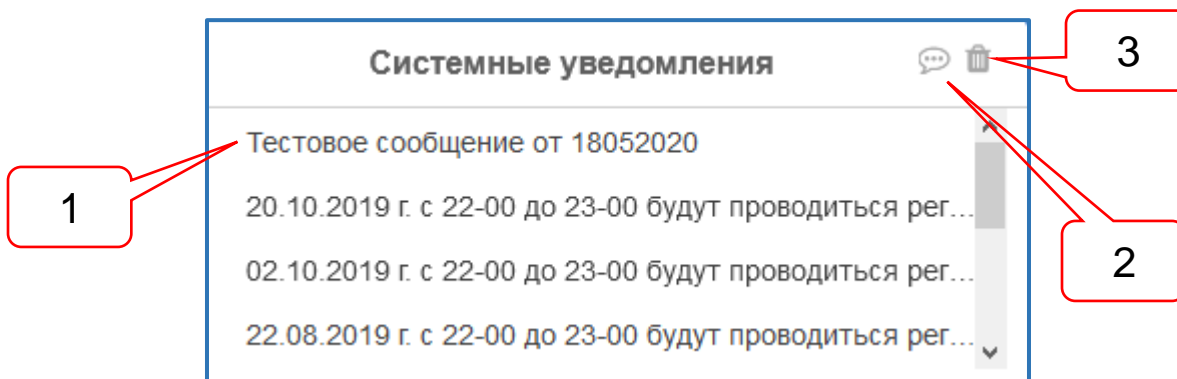 Системные уведомления
3
Тестовое сообщение от 18052020
1
20.10.2019 г. с 22-00 до 23-00 будут проводиться рег...
02.10.2019 г. с 22-00 до 23-00 будут проводиться рег...
2
22.08.2019 г. с 22-00 до 23-00 будут проводиться рег...